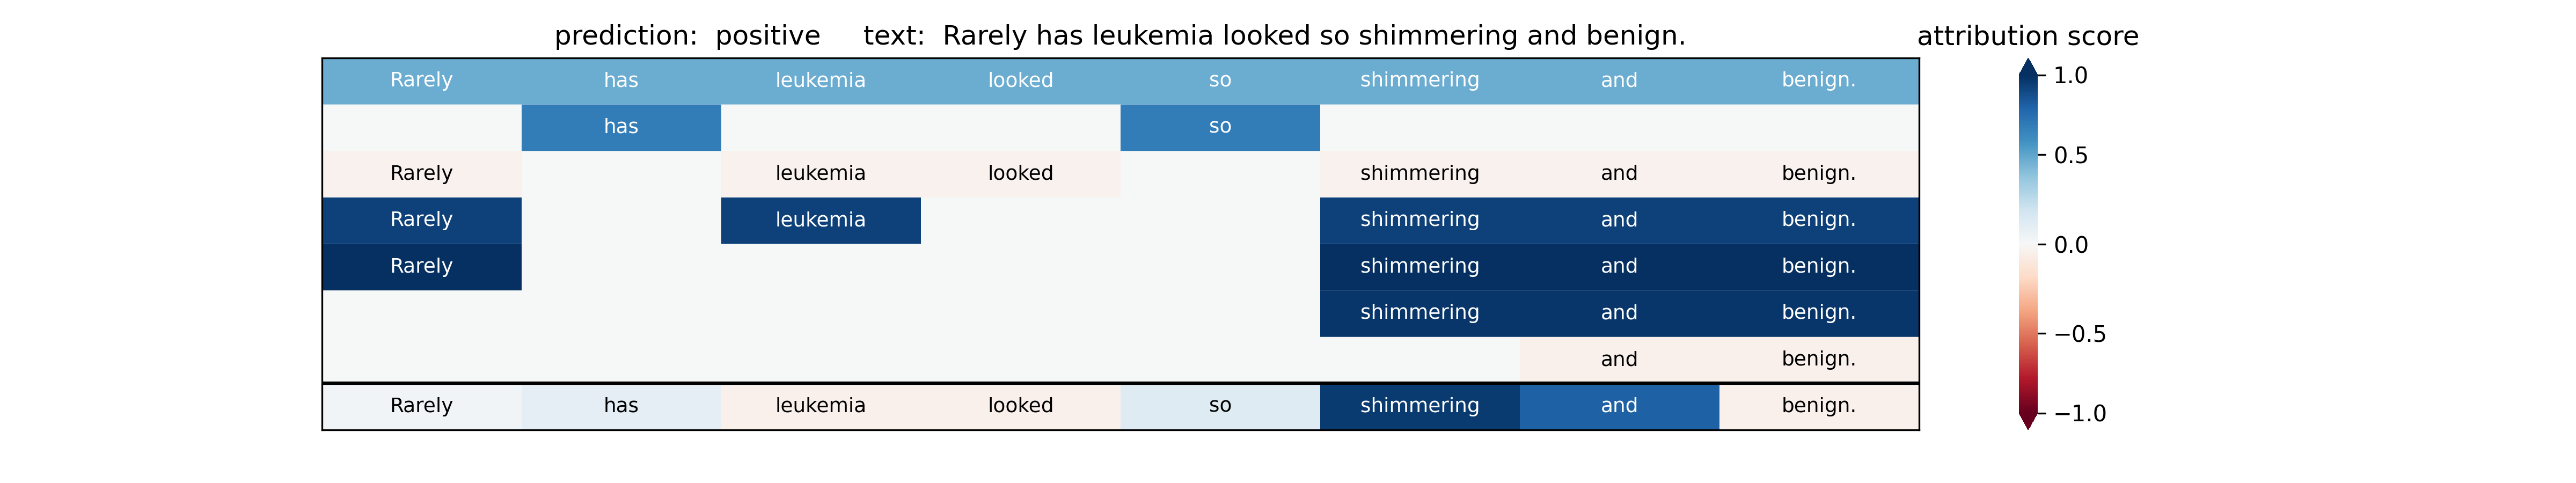 prediction: positive text: Rarely has leukemia looked so shimmering and benign.
attribution score
Rarely has leukemia looked so shimmering and benign.
has so
Rarely leukemia looked shimmering and benign.
Rarely leukemia shimmering and benign.
Rarely shimmering and benign.
shimmering and benign.
and benign.
Rarely has leukemia looked so shimmering and benign.
1.0
0.5
0.0
−0.5
−1.0